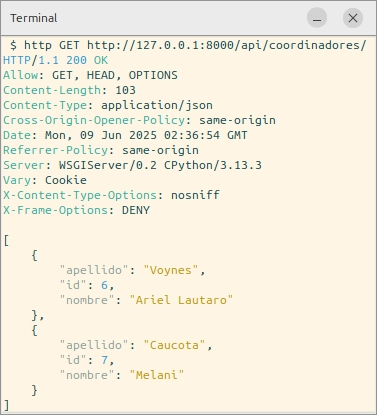 Terminal
$ http GET http://127.0.0.1:8000/api/coordinadores/
HTTP/1.1 200 OK
Allow: GET, HEAD, OPTIONS
Content-Length: 103
Content-Type: application/json
Cross-Origin-Opener-Policy: same-origin
Date: Mon, 09 Jun 2025 02:36:54 GMT
Referrer-Policy: same-origin
Server: WSGIServer/0.2 CPython/3.13.3
Vary: Cookie
X-Content-Type-Options: nosniff
X-Frame-Options: DENY

[
    {
        "apellido": "Voynes",
        "id": 6,
        "nombre": "Ariel Lautaro"
    },
    {
        "apellido": "Caucota",
        "id": 7,
        "nombre": "Melani"
    }
]